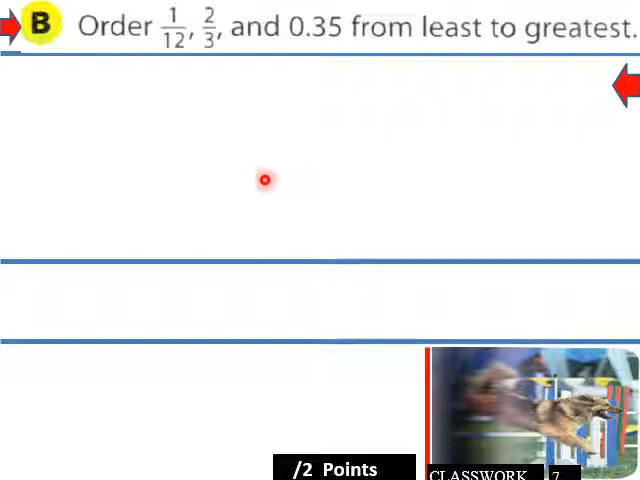 B Order 1/12, 2/3, and 0.35 from least to greatest.
/2 Points
CLASSWORK 7